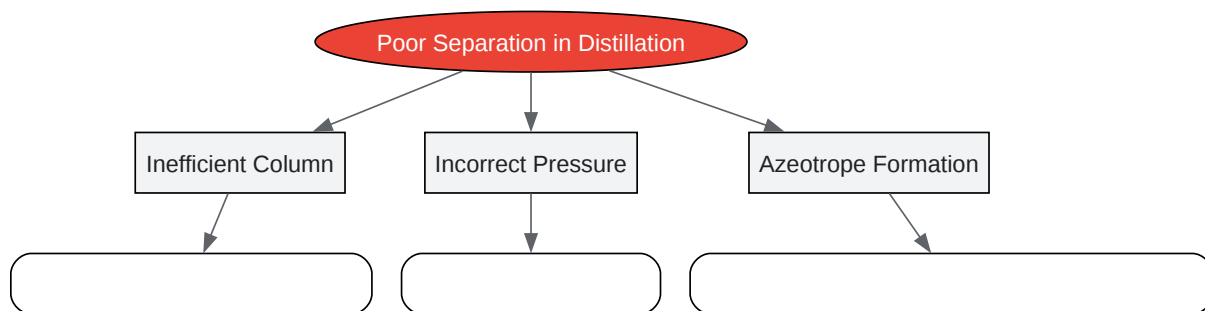 Poor Separation in Distillation
Inefficient Column
Incorrect Pressure
Azeotrope Formation